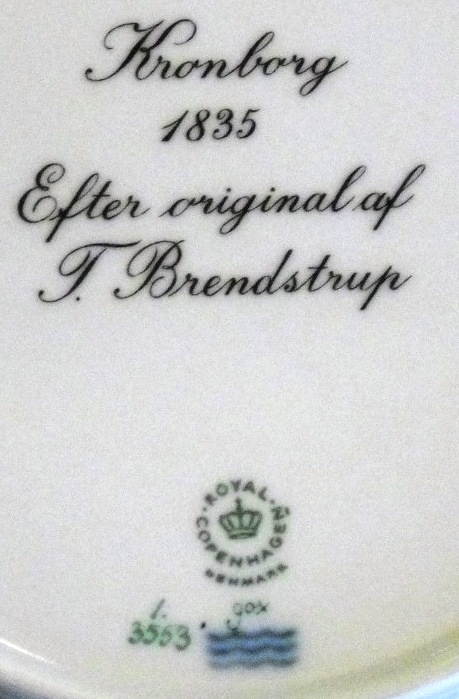 Kronborg
1835
Efter original af
T. Brendstrup
ROYAL
COPENHAGEN
DENMARK
3553